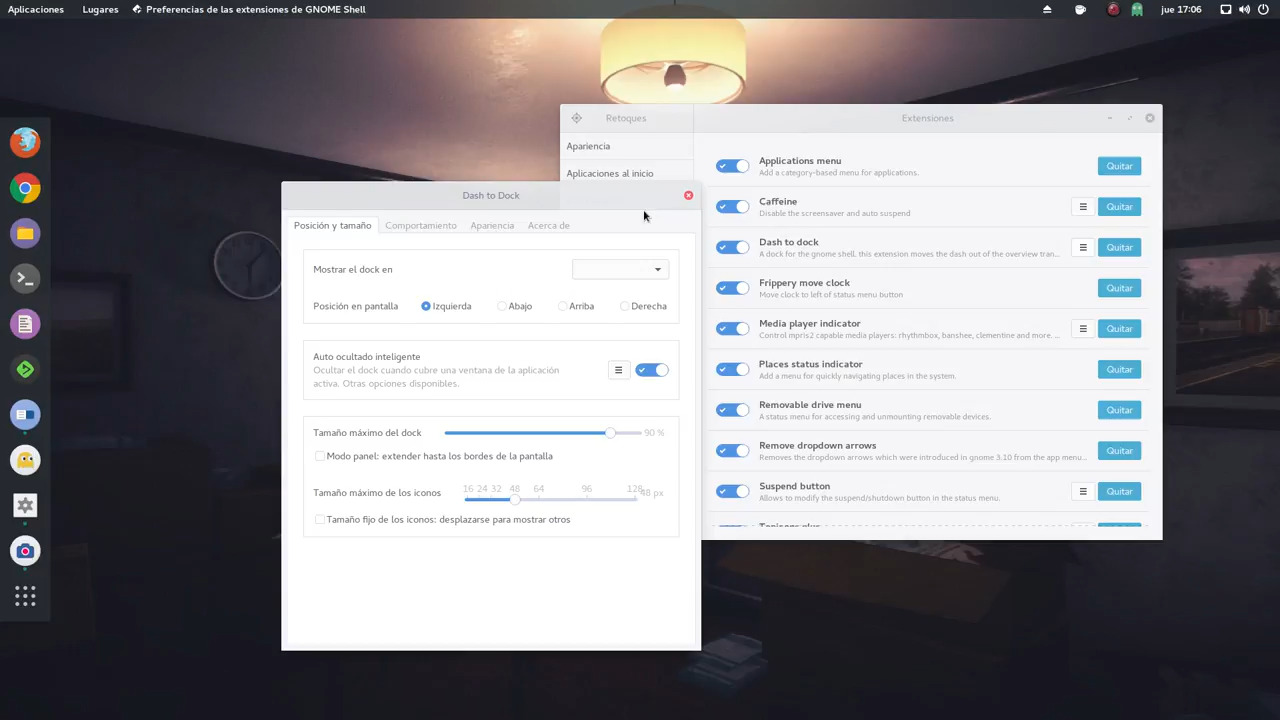 Aplicaciones Lugares Preferencias de las extensiones de GNOME Shell jue 17:06
Retoques Extensiones
Apariencia
Aplicaciones al inicio
Applications menu
Add a category-based menu for applications.
Quitar
Caffeine
Disable the screensaver and auto suspend
Quitar
Dash to dock
A dock for the gnome shell. this extension moves the dash out of the overview tran...
Quitar
Frippery move clock
Move clock to left of status menu button
Quitar
Media player indicator
Control mpris2 capable media players: rhythmbox, banshee, clementine and more. ...
Quitar
Places status indicator
Add a menu for quickly navigating places in the system.
Quitar
Removable drive menu
A status menu for accessing and unmounting removable devices.
Quitar
Remove dropdown arrows
Removes the dropdown arrows which were introduced in gnome 3.10 from the app menu...
Quitar
Suspend button
Allows to modify the suspend/shutdown button in the status menu.
Quitar
Dash to Dock
Posición y tamaño Comportamiento Apariencia Acerca de
Mostrar el dock en
Posición en pantalla Izquierda Abajo Arriba Derecha
Auto ocultado inteligente
Ocultar el dock cuando cubre una ventana de la aplicación
activa. Otras opciones disponibles.
Tamaño máximo del dock 90 %
Modo panel: extender hasta los bordes de la pantalla
16 24 32 48 64 96 128
Tamaño máximo de los iconos 48 px
Tamaño fijo de los iconos: desplazarse para mostrar otros